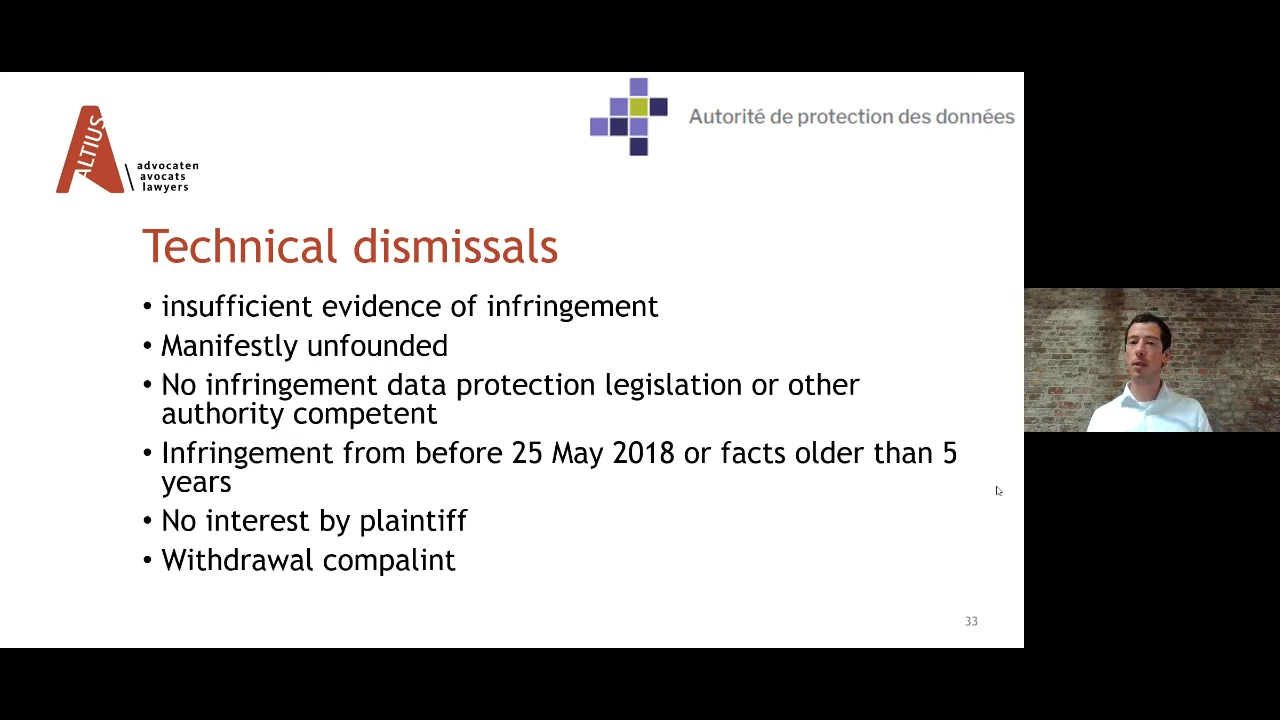 ALTIUS
advocaten
avocats
lawyers
Autorité de protection des données
Technical dismissals
• insufficient evidence of infringement
• Manifestly unfounded
• No infringement data protection legislation or other
authority competent
• Infringement from before 25 May 2018 or facts older than 5
years
• No interest by plaintiff
• Withdrawal compalint
33